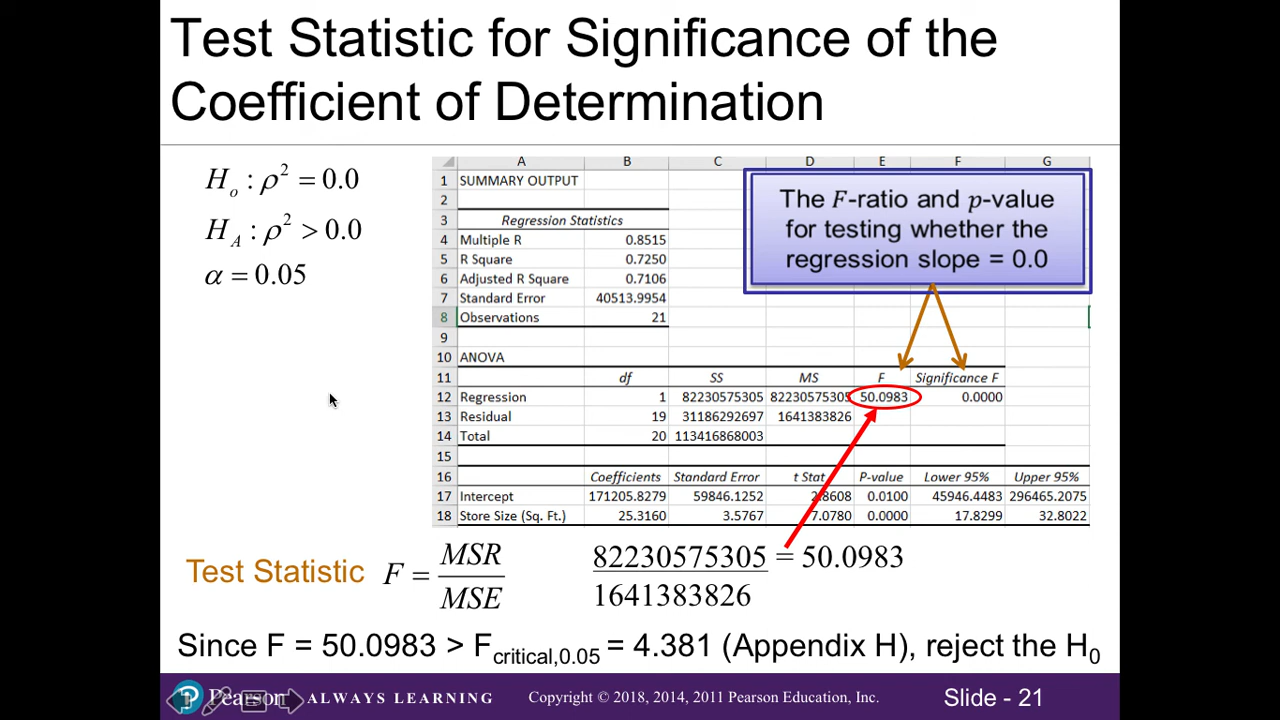 Test Statistic for Significance of the
Coefficient of Determination
Hₒ : ρ² = 0.0
H_A : ρ² > 0.0
α = 0.05
A B C D E F G
1 SUMMARY OUTPUT
2
3 Regression Statistics
4 Multiple R 0.8515
5 R Square 0.7250
6 Adjusted R Square 0.7106
7 Standard Error 40513.9954
8 Observations 21
9
The F-ratio and p-value
for testing whether the
regression slope = 0.0
10 ANOVA
11 df SS MS F Significance F
12 Regression 1 82230575305 82230575305 50.0983 0.0000
13 Residual 19 31186292697 1641383826
14 Total 20 113416868003
15
16 Coefficients Standard Error t Stat P-value Lower 95% Upper 95%
17 Intercept 171205.8279 59846.1252 2.8608 0.0100 45946.4483 296465.2075
18 Store Size (Sq. Ft.) 25.3160 3.5767 7.0780 0.0000 17.8299 32.8022
Test Statistic F = MSR / MSE
82230575305 = 50.0983
1641383826
Since F = 50.0983 > F critical,0.05 = 4.381 (Appendix H), reject the H₀
Pearson ALWAYS LEARNING Copyright © 2018, 2014, 2011 Pearson Education, Inc. Slide - 21